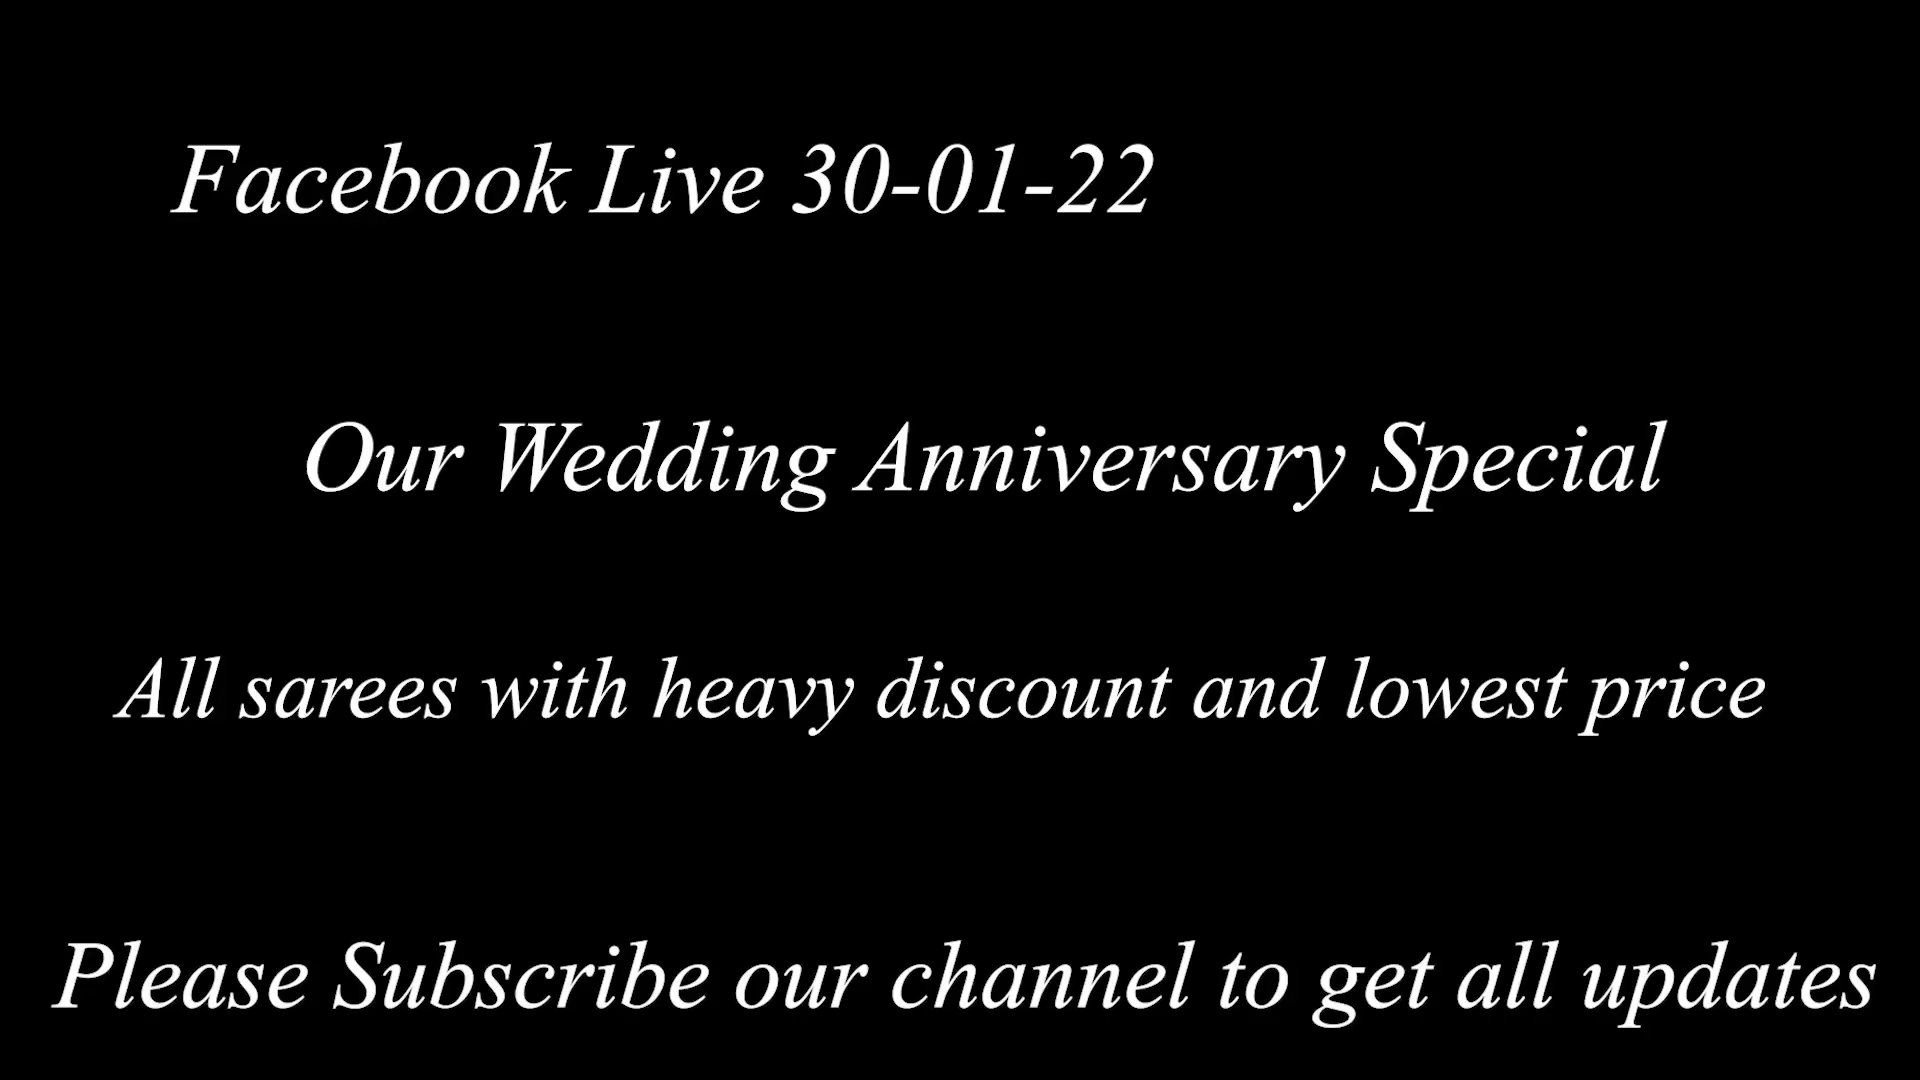 Facebook Live 30-01-22
Our Wedding Anniversary Special
All sarees with heavy discount and lowest price
Please Subscribe our channel to get all updates